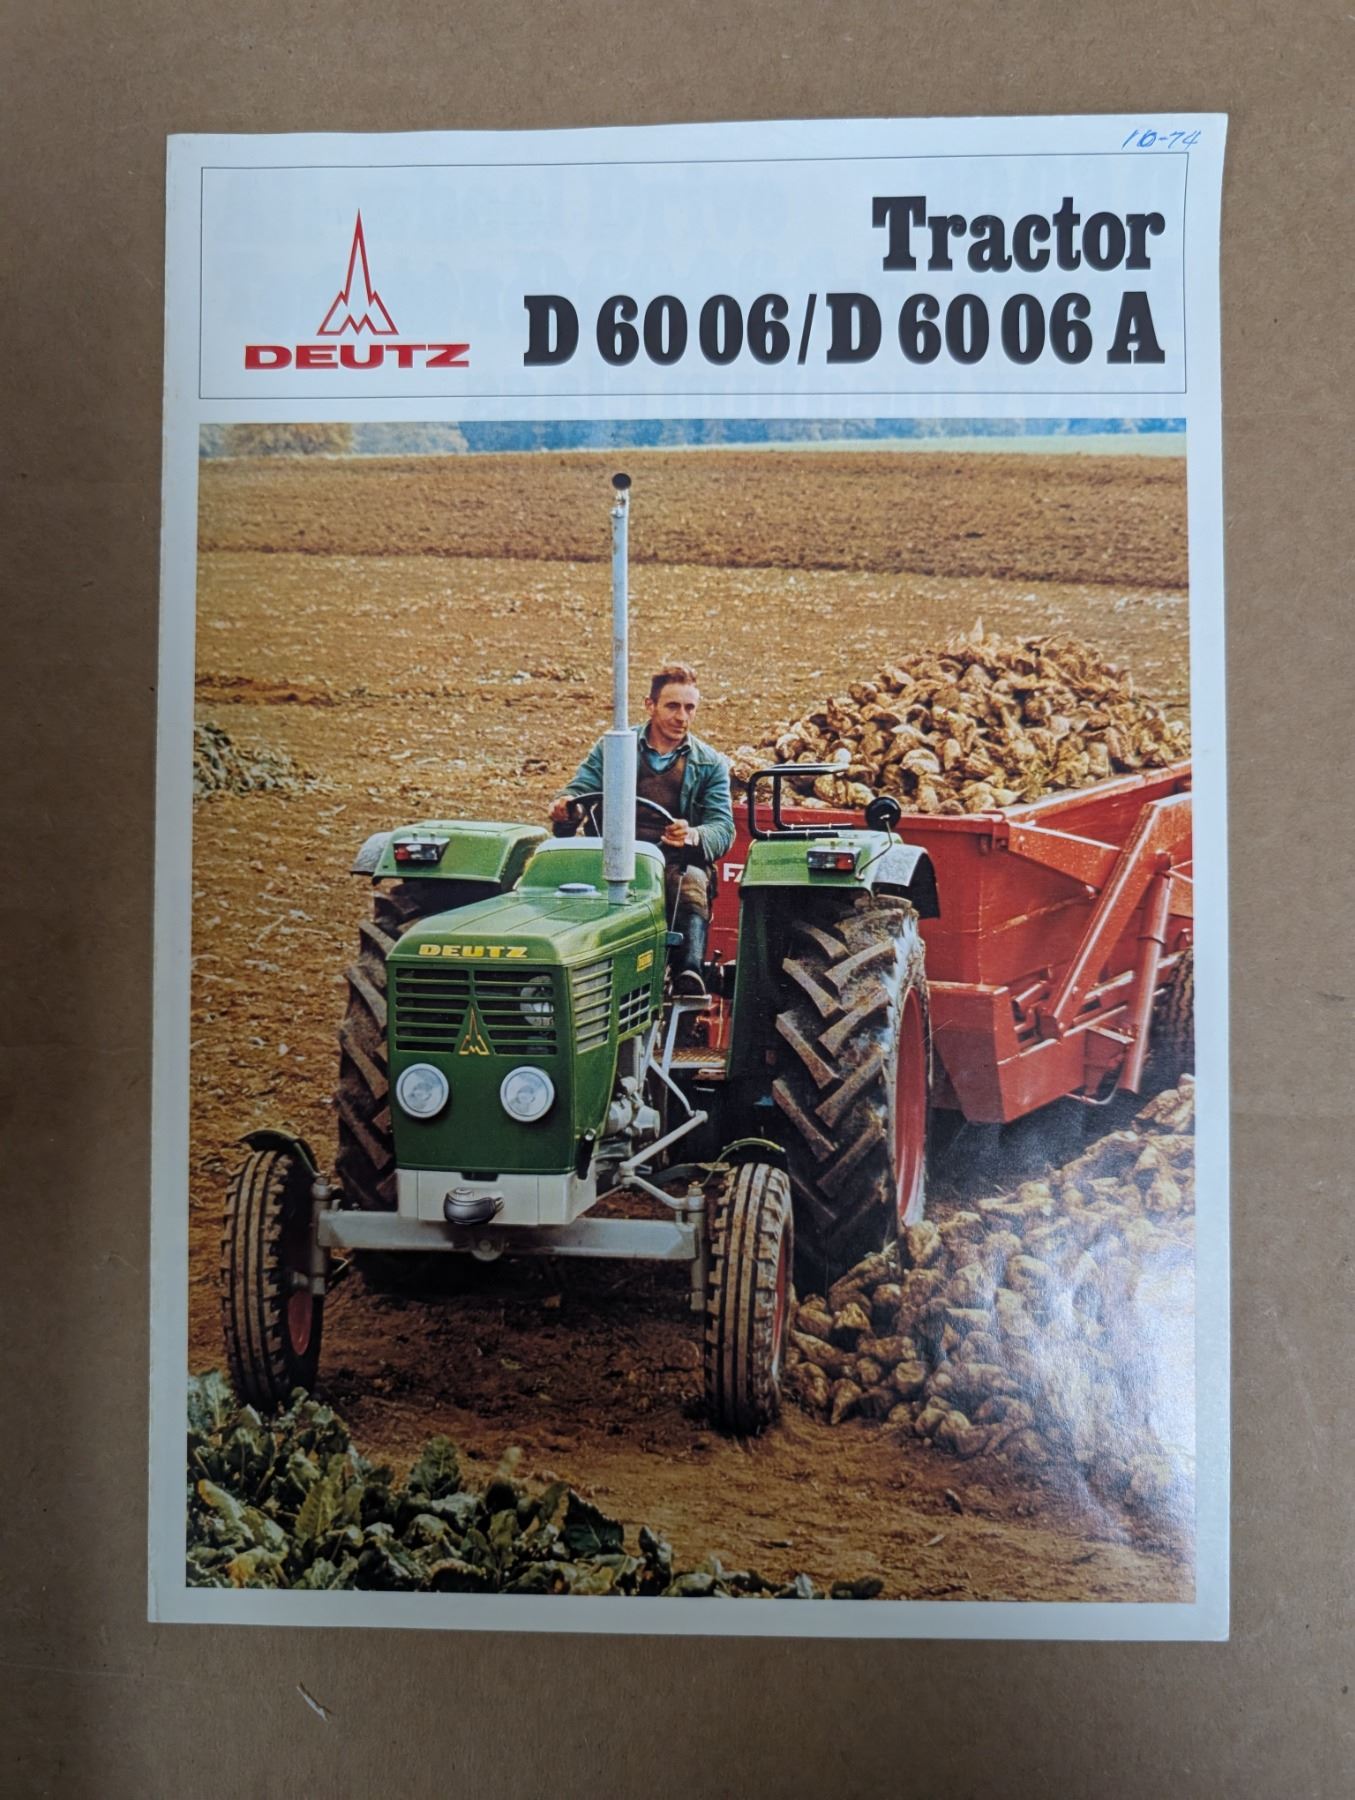 10-74
DEUTZ
Tractor
D 6006/D 6006 A
DEUTZ